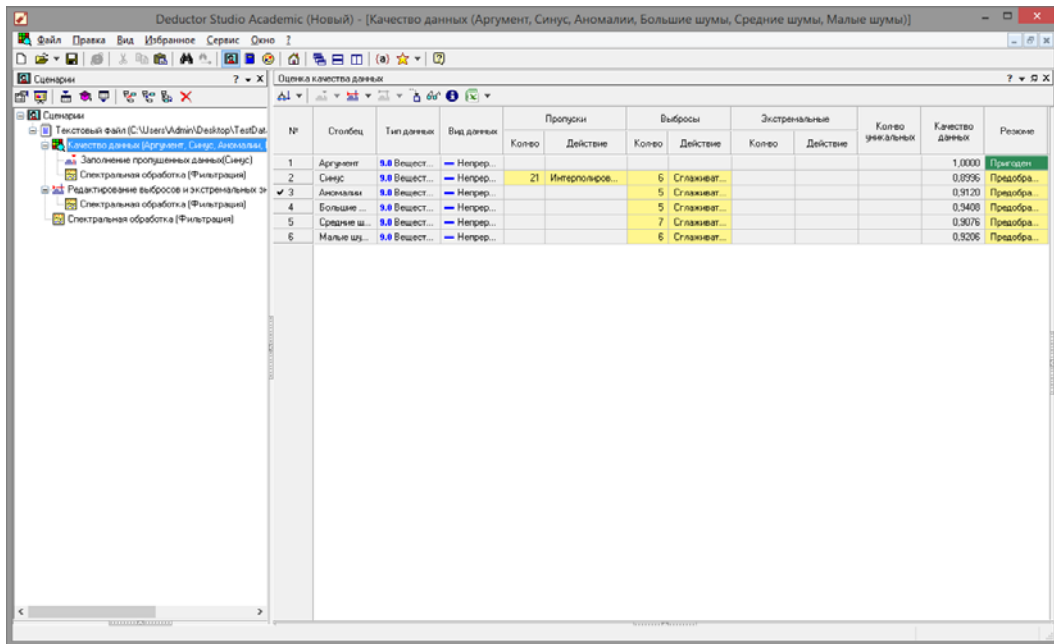 Deductor Studio Academic (Новый) - [Качество данных (Аргумент, Синус, Аномалии, Большие шумы, Средние шумы, Малые шумы)]
Файл Правка Вид Избранное Сервис Окно ?
Сценарии ? X
Оценка качества данных ? X
Сценарии
Текстовый файл (C:\Users\Admin\Desktop\TestDat
Качество данных (Аргумент, Синус, Аномалии,
Заполнение пропущенных данных(Синус)
Спектральная обработка (Фильтрация)
Редактирование выбросов и экстремальных зн
Спектральная обработка (Фильтрация)
Спектральная обработка (Фильтрация)
№ Столбец Тип данных Вид данных Пропуски Выбросы Экстремальные Кол-во уникальных Качество данных Резюме
Кол-во Действие Кол-во Действие Кол-во Действие
1 Аргумент 9.0 Вещест... Непрер... 1,0000 Пригоден
2 Синус 9.0 Вещест... Непрер... 21 Интерполиров... 6 Сглаживат... 0,8996 Предобра...
3 Аномалии 9.0 Вещест... Непрер... 5 Сглаживат... 0,9120 Предобра...
4 Большие ... 9.0 Вещест... Непрер... 5 Сглаживат... 0,9408 Предобра...
5 Средние ш... 9.0 Вещест... Непрер... 7 Сглаживат... 0,9076 Предобра...
6 Малые шу... 9.0 Вещест... Непрер... 6 Сглаживат... 0,9206 Предобра...